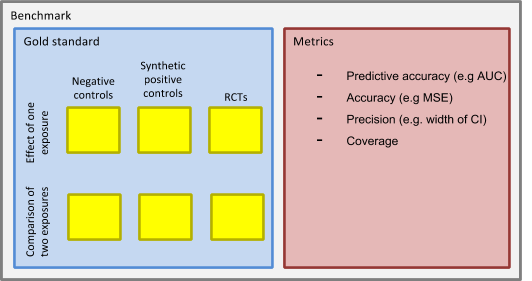 Benchmark
Gold standard
Negative
controls
Synthetic
positive
controls
RCTs
Effect of one
exposure
Comparison of
two exposures
Metrics
- Predictive accuracy (e.g AUC)
- Accuracy (e.g MSE)
- Precision (e.g. width of CI)
- Coverage